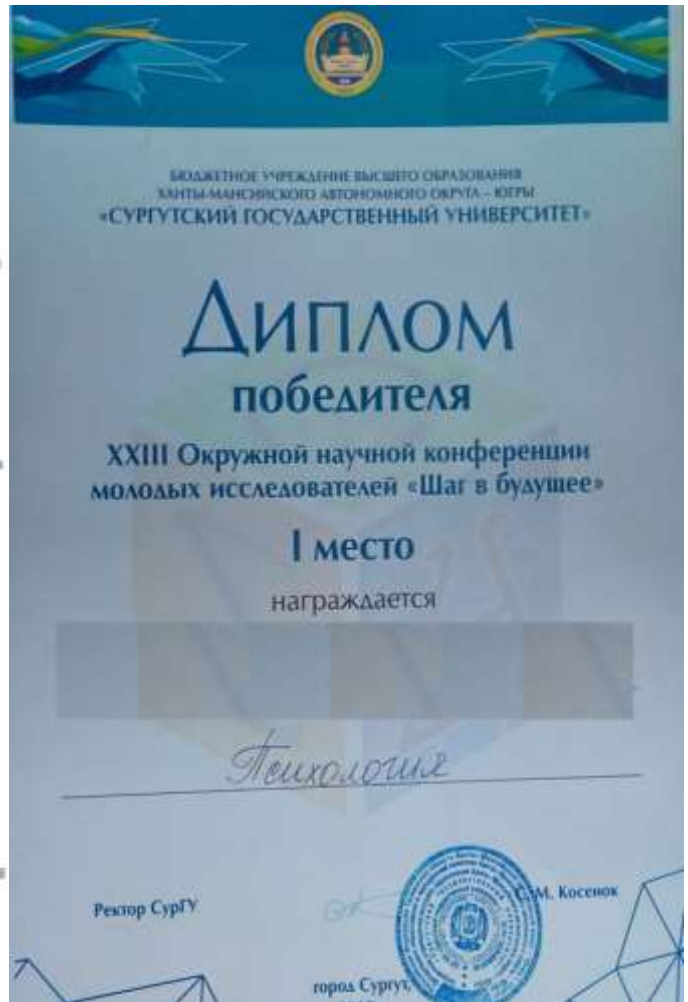 БЮДЖЕТНОЕ УЧРЕЖДЕНИЕ ВЫСШЕГО ОБРАЗОВАНИЯ
ХАНТЫ-МАНСИЙСКОГО АВТОНОМНОГО ОКРУГА – ЮГРЫ
«СУРГУТСКИЙ ГОСУДАРСТВЕННЫЙ УНИВЕРСИТЕТ»
Диплом
победителя
XXIII Окружной научной конференции
молодых исследователей «Шаг в будущее»
I место
награждается
Психология
Ректор СурГУ С. М. Косенок
город Сургут,